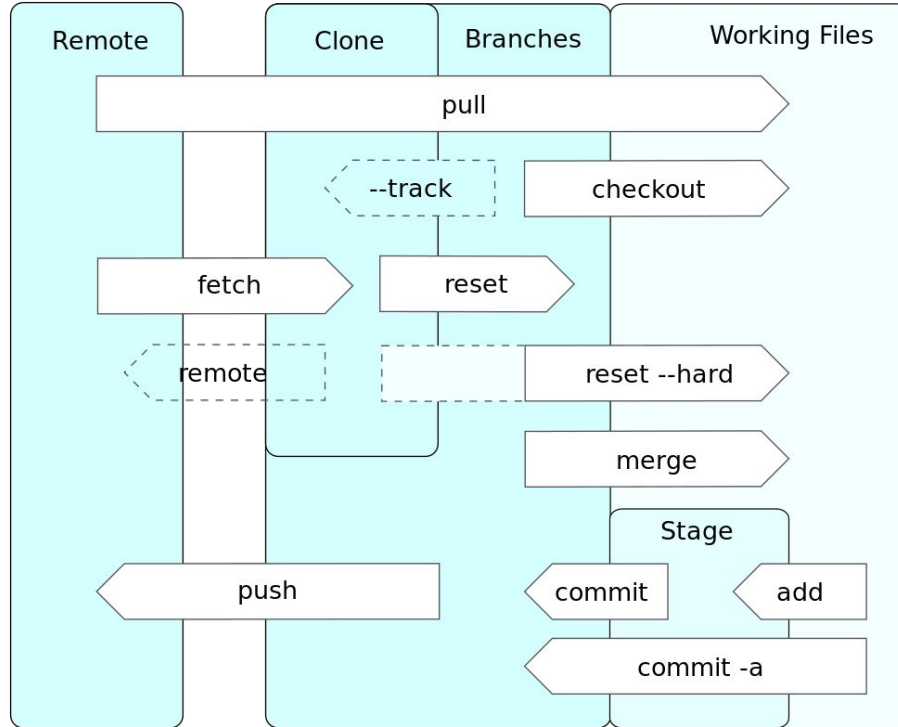 Remote
Clone
Branches
Working Files
pull
--track
checkout
fetch
reset
remote
reset --hard
merge
Stage
push
commit
add
commit -a